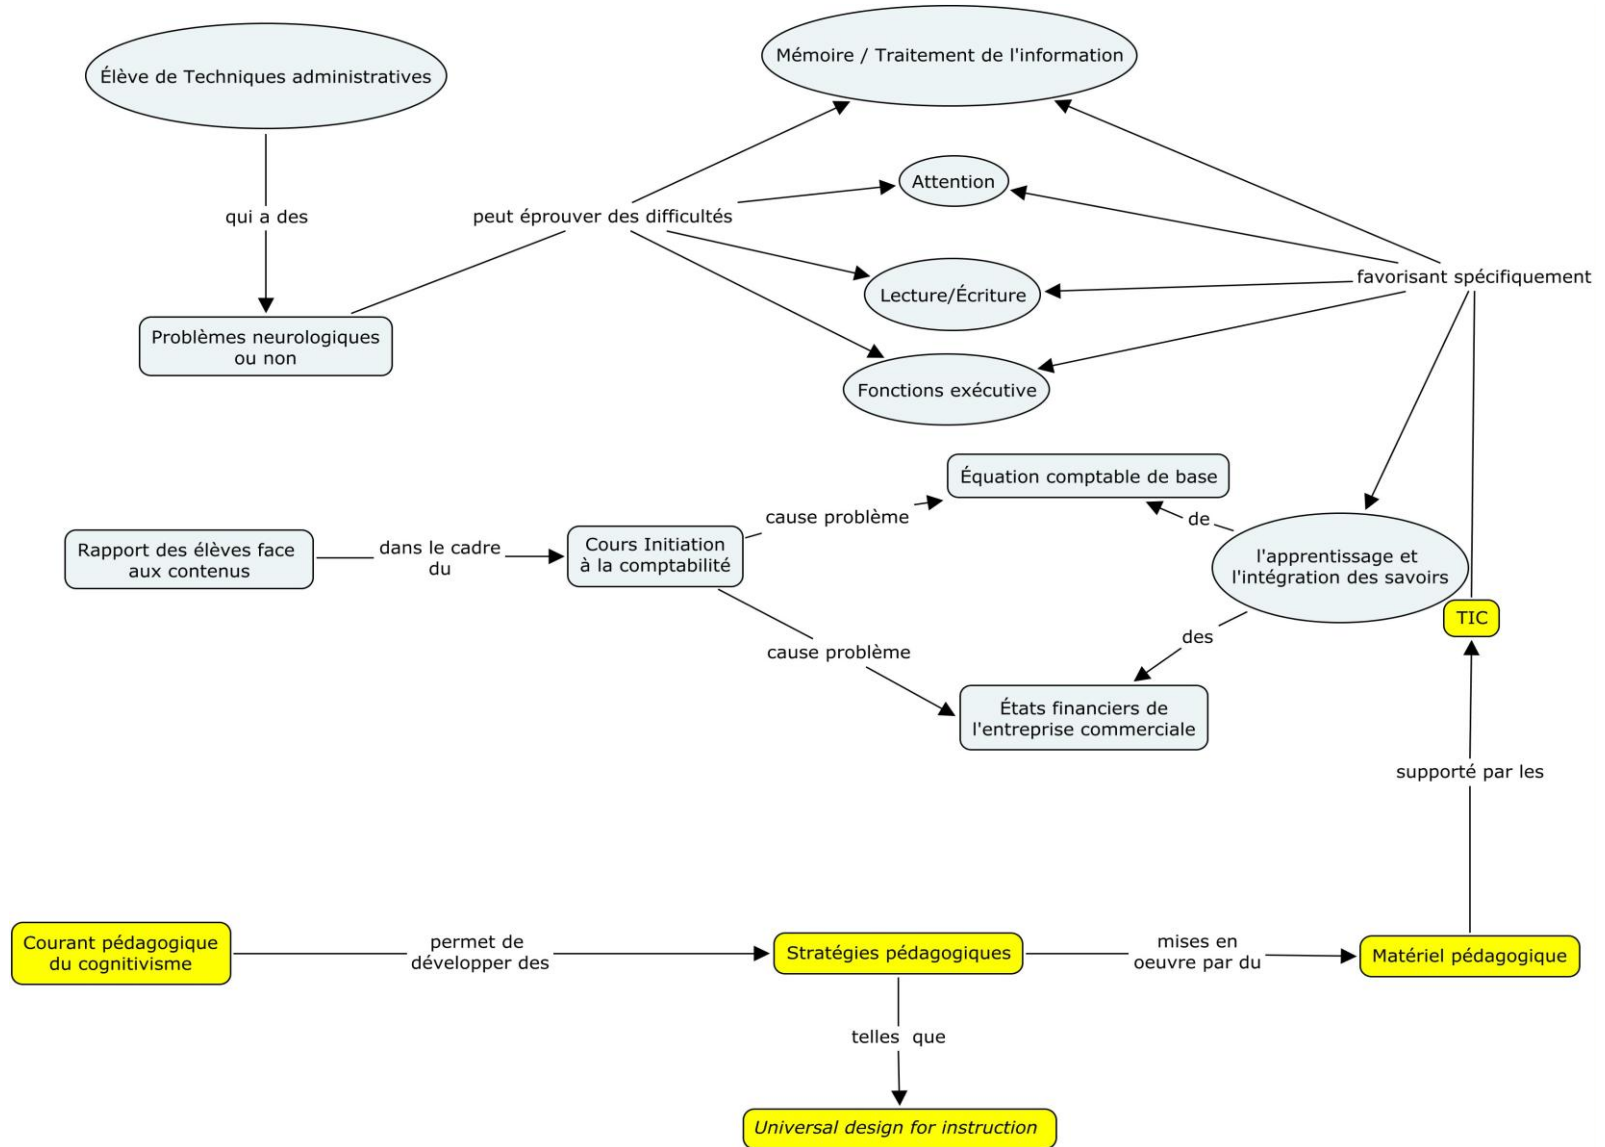 Élève de Techniques administratives
Mémoire / Traitement de l'information
Attention
qui a des
peut éprouver des difficultés
favorisant spécifiquement
Lecture/Écriture
Problèmes neurologiques
ou non
Fonctions exécutive
Équation comptable de base
cause problème
de
Rapport des élèves face
aux contenus
dans le cadre
du
Cours Initiation
à la comptabilité
l'apprentissage et
l'intégration des savoirs
TIC
des
cause problème
États financiers de
l'entreprise commerciale
supporté par les
Courant pédagogique
du cognitivisme
permet de
développer des
Stratégies pédagogiques
mises en
oeuvre par du
Matériel pédagogique
telles  que
Universal design for instruction